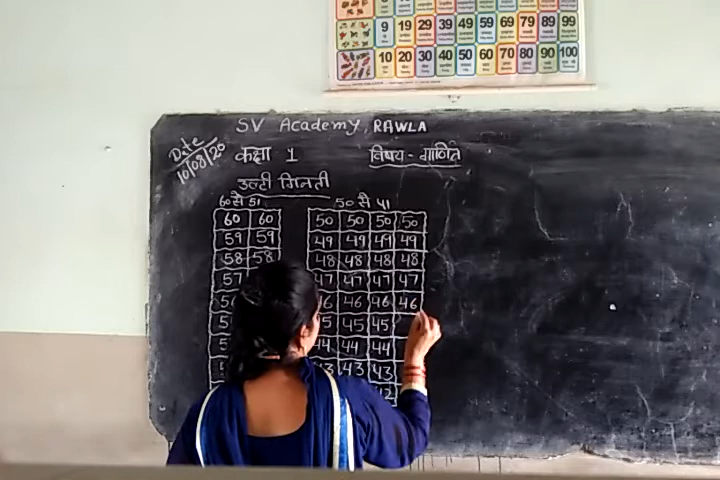 9 19 29 39 49 59 69 79 89 99
10 20 30 40 50 60 70 80 90 100
SV Academy, RAWLA
Date
10/08/20
कक्षा 1
विषय - गणित
उल्टी गिनती
60 से 51
50 से 41
60 60 50 50 50 50
59 59 49 49 49 49
58 58 48 48 48 48
57 47 47 47 47
46 46 46
45 45
44 44 44
43 43